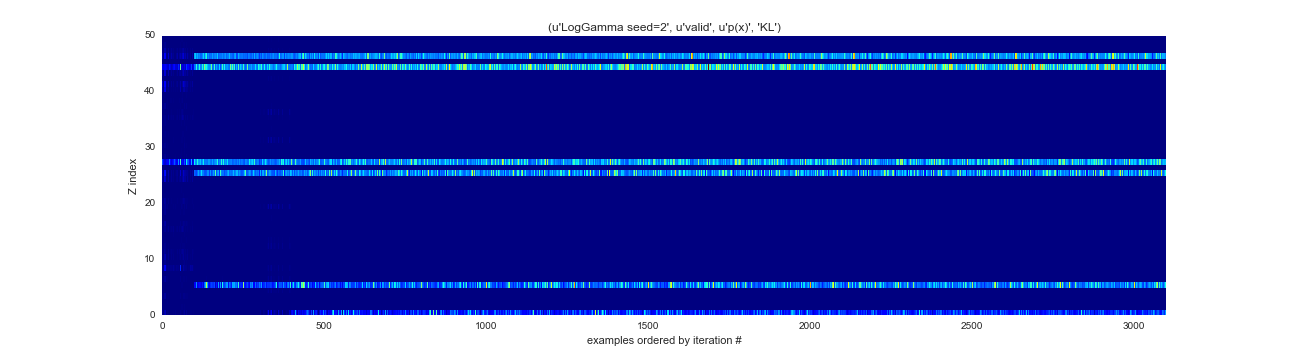 (u'LogGamma seed=2', u'valid', u'p(x)', 'KL')
50
40
30
20
10
0
Z index
0 500 1000 1500 2000 2500 3000
examples ordered by iteration #